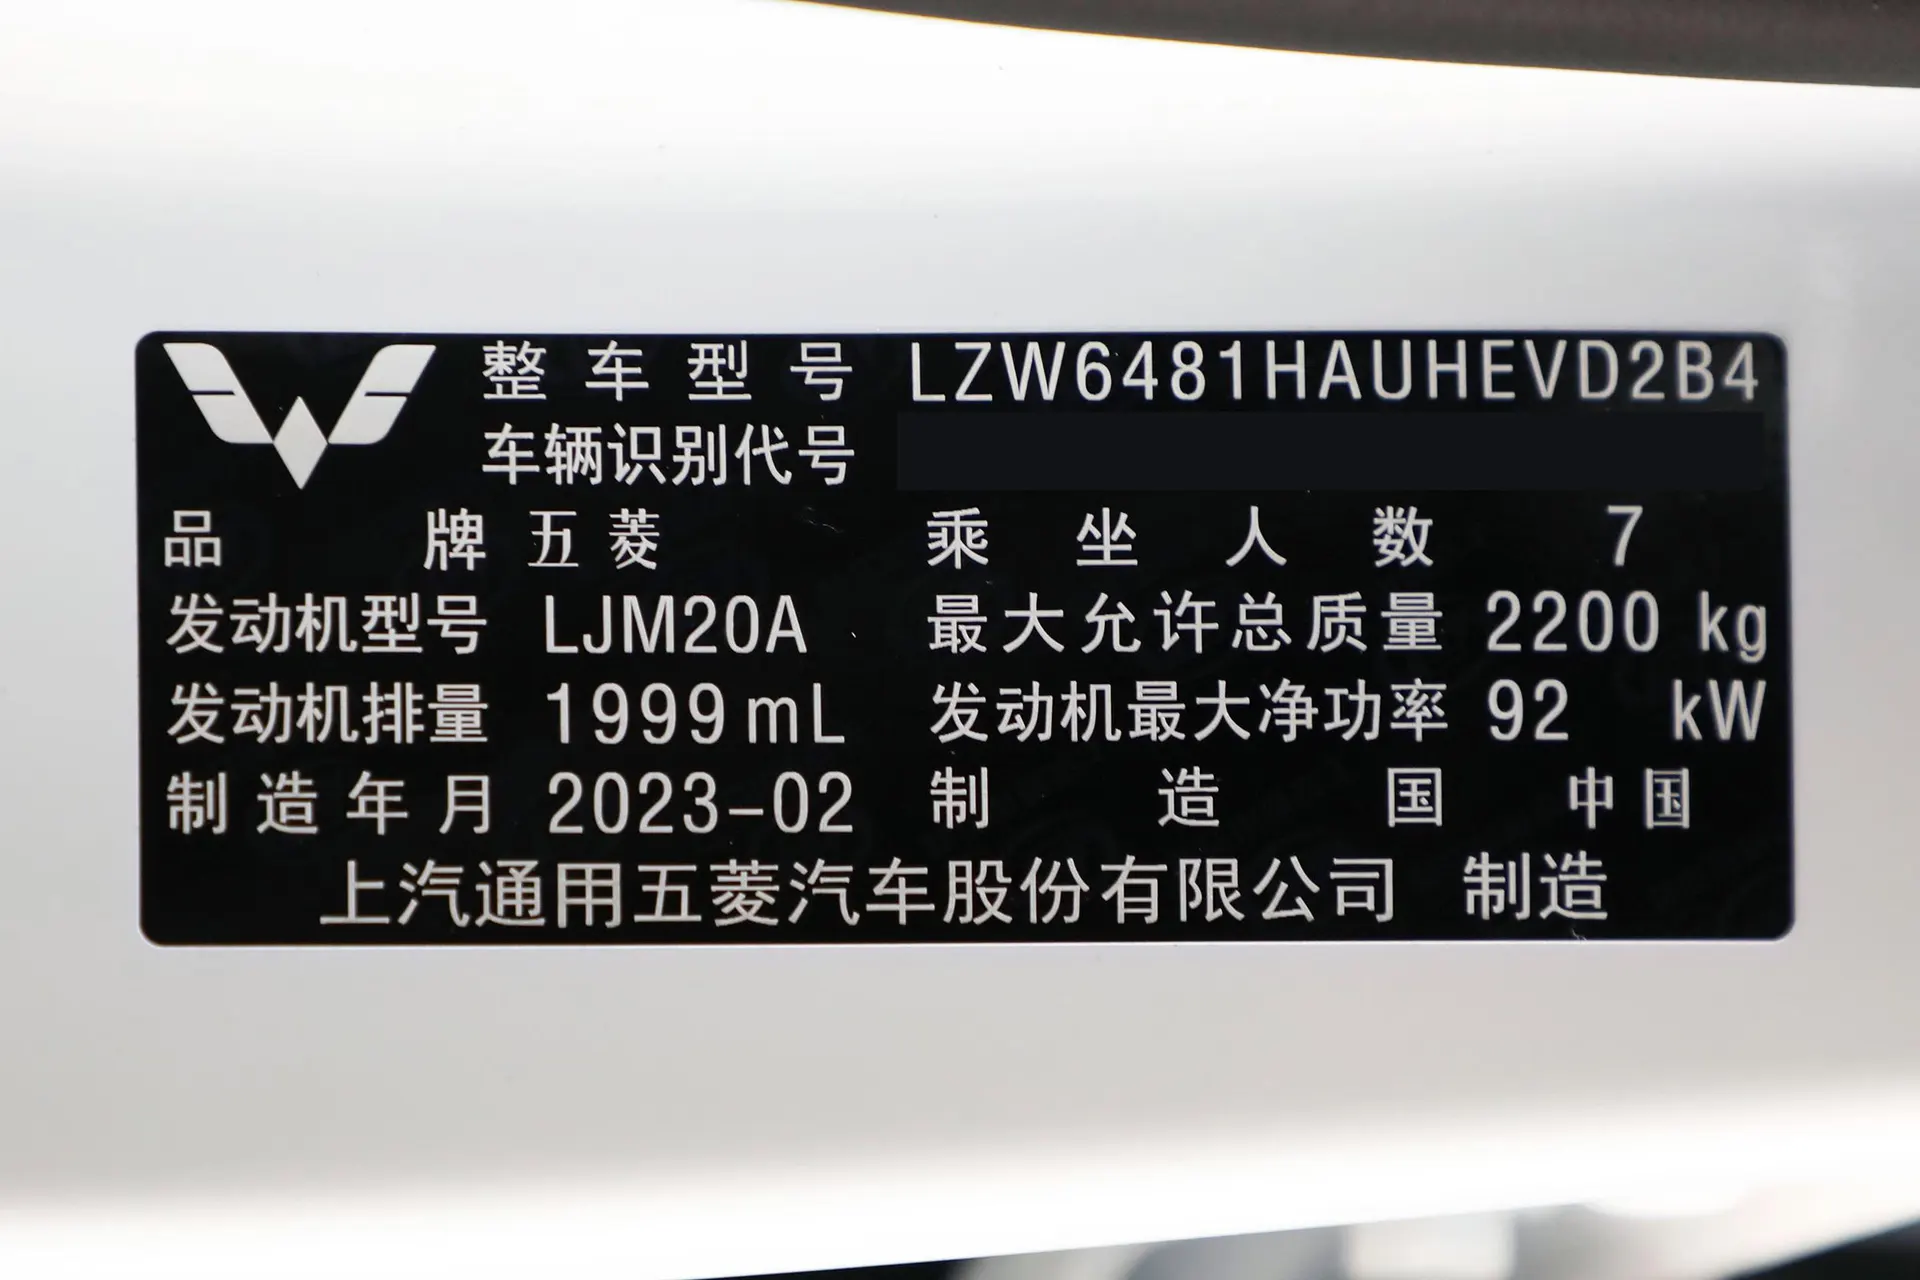 整车型号 LZW6481HAUHEVD2B4
车辆识别代号
品牌 五菱 乘坐人数 7
发动机型号 LJM20A 最大允许总质量 2200 kg
发动机排量 1999mL 发动机最大净功率 92 kW
制造年月 2023-02 制造国 中国
上汽通用五菱汽车股份有限公司 制造